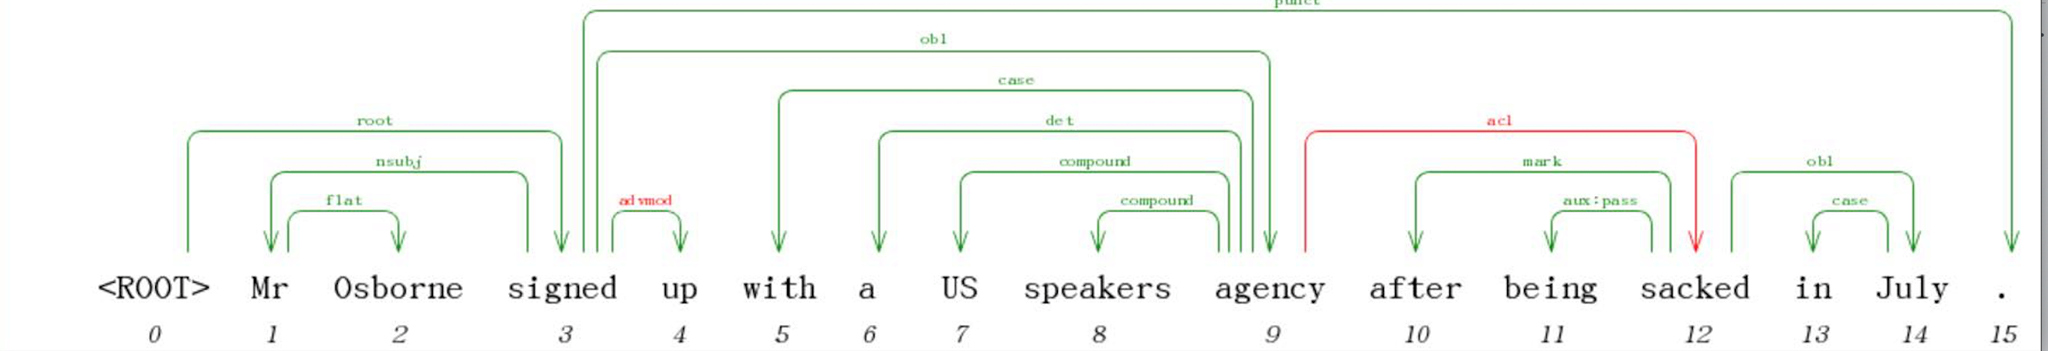 punct
obl
case
root det acl
nsubj compound mark obl
flat advmod compound aux:pass case
<ROOT> Mr Osborne signed up with a US speakers agency after being sacked in July .
0 1 2 3 4 5 6 7 8 9 10 11 12 13 14 15